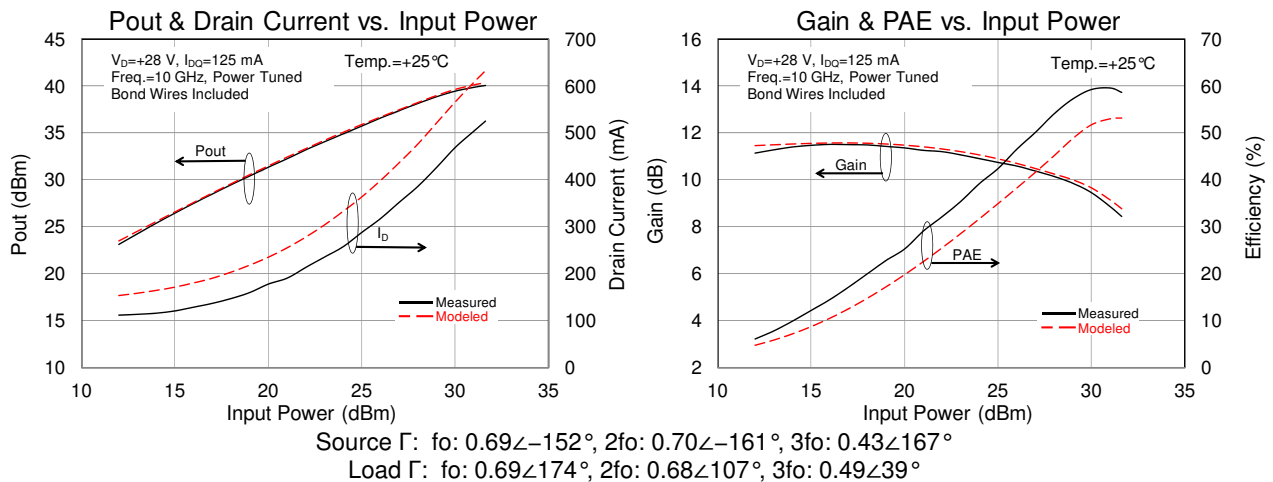 Pout & Drain Current vs. Input Power
45
40
35
30
25
20
15
10
Pout (dBm)
V_D=+28 V, I_DQ=125 mA
Freq.=10 GHz, Power Tuned
Bond Wires Included
Temp.=+25°C
Pout
I_D
Measured
Modeled
700
600
500
400
300
200
100
0
Drain Current (mA)
10 15 20 25 30 35
Input Power (dBm)
Gain & PAE vs. Input Power
16
14
12
10
8
6
4
2
Gain (dB)
V_D=+28 V, I_DQ=125 mA
Freq.=10 GHz, Power Tuned
Bond Wires Included
Temp.=+25°C
Gain
PAE
Measured
Modeled
70
60
50
40
30
20
10
0
Efficiency (%)
10 15 20 25 30 35
Input Power (dBm)
Source Γ: fo: 0.69∠−152°, 2fo: 0.70∠-161°, 3fo: 0.43∠167°
Load Γ: fo: 0.69∠174°, 2fo: 0.68∠107°, 3fo: 0.49∠39°